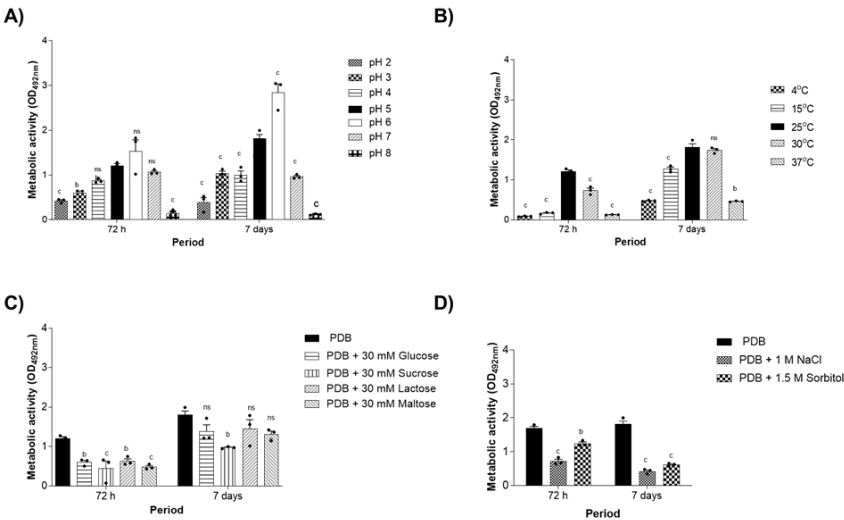 A)
Metabolic activity (OD492nm)
4
3
2
1
0
c
b
ns
ns
ns
c
c
c
c
c
c
c
72 h
7 days
Period
pH 2
pH 3
pH 4
pH 5
pH 6
pH 7
pH 8
B)
Metabolic activity (OD492nm)
4
3
2
1
0
c
c
c
c
c
c
ns
b
72 h
7 days
Period
4°C
15°C
25°C
30°C
37°C
C)
Metabolic activity (OD492nm)
4
3
2
1
0
b
c
b
c
ns
b
ns
ns
72 h
7 days
Period
PDB
PDB + 30 mM Glucose
PDB + 30 mM Sucrose
PDB + 30 mM Lactose
PDB + 30 mM Maltose
D)
Metabolic activity (OD492nm)
4
3
2
1
0
c
b
c
c
72 h
7 days
Period
PDB
PDB + 1 M NaCl
PDB + 1.5 M Sorbitol